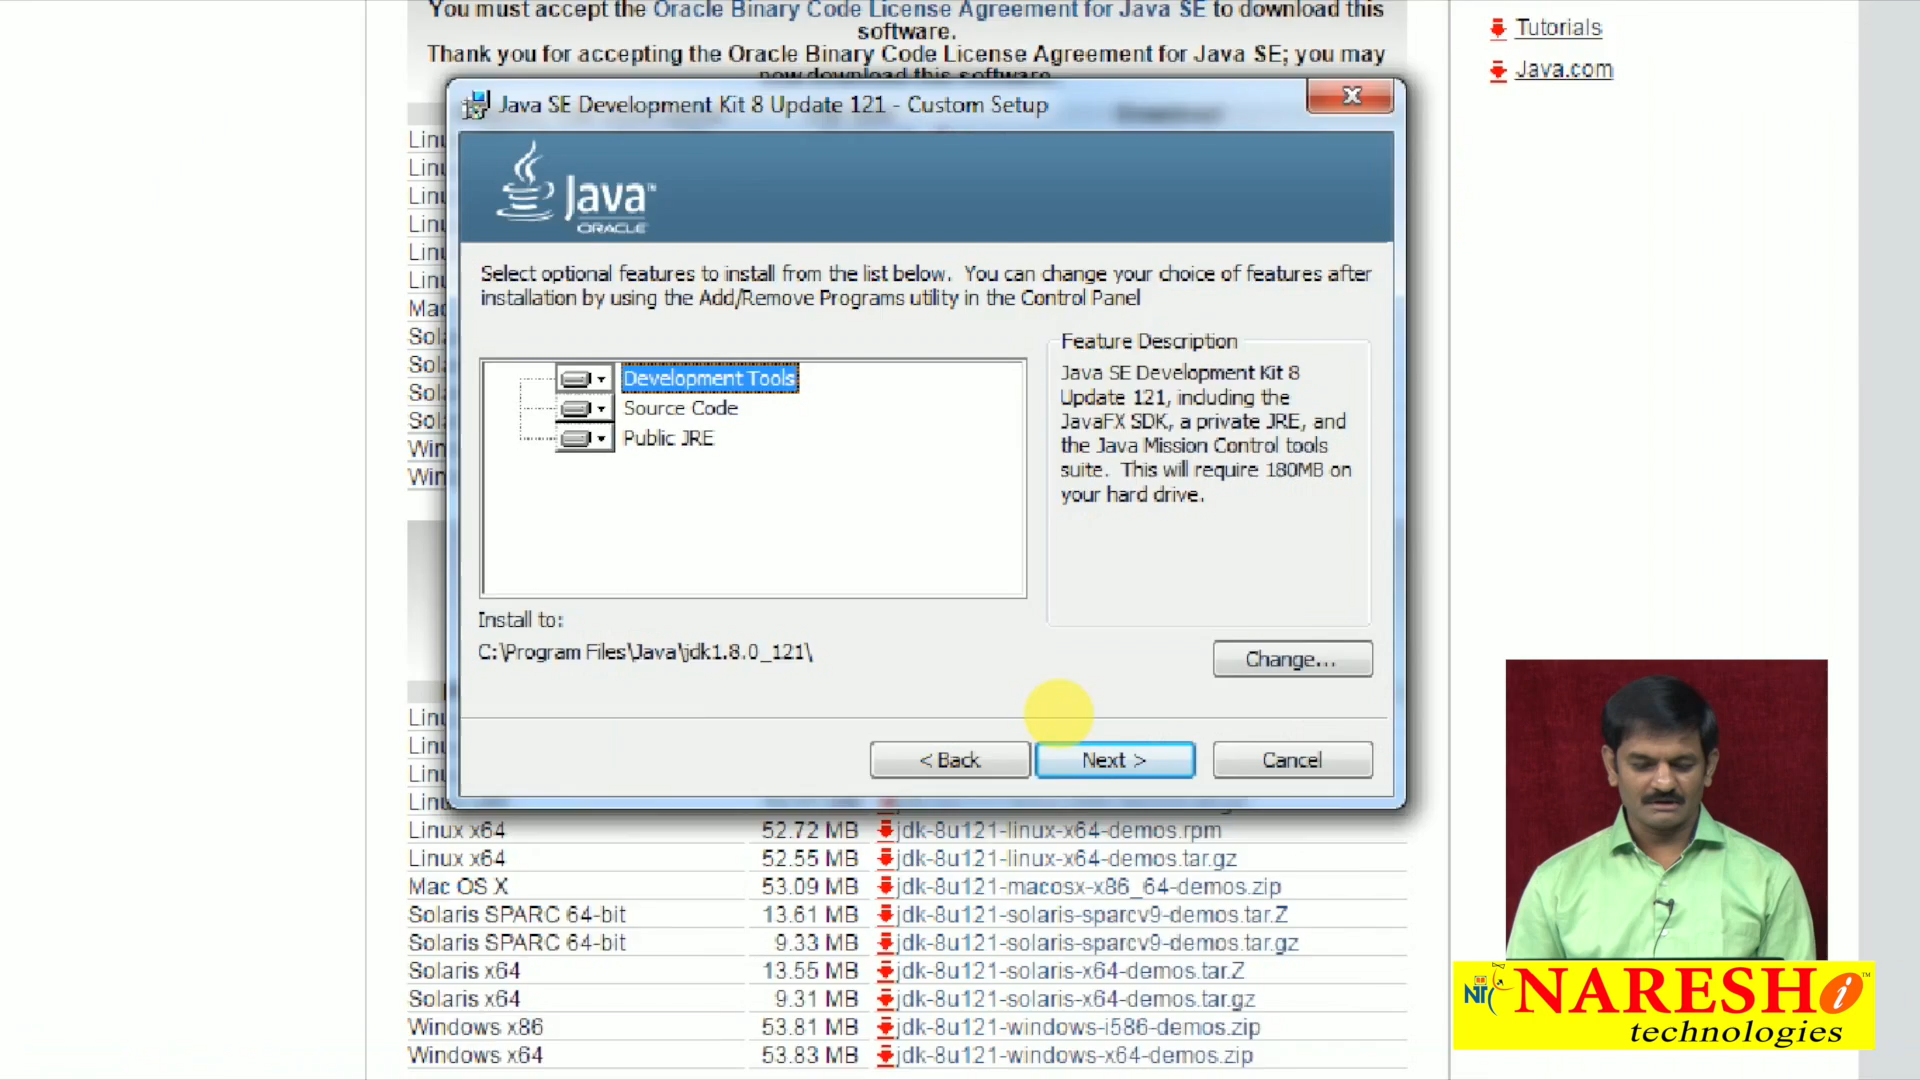 You must accept the Oracle Binary Code License Agreement for Java SE to download this
software.
Thank you for accepting the Oracle Binary Code License Agreement for Java SE; you may
now download this software.
Tutorials
Java.com
Java SE Development Kit 8 Update 121 - Custom Setup
Java™
ORACLE
Select optional features to install from the list below. You can change your choice of features after
installation by using the Add/Remove Programs utility in the Control Panel
Development Tools
Source Code
Public JRE
Feature Description
Java SE Development Kit 8
Update 121, including the
JavaFX SDK, a private JRE, and
the Java Mission Control tools
suite. This will require 180MB on
your hard drive.
Install to:
C:\Program Files\Java\jdk1.8.0_121\
Change...
< Back
Next >
Cancel
Linux x64 52.72 MB jdk-8u121-linux-x64-demos.rpm
Linux x64 52.55 MB jdk-8u121-linux-x64-demos.tar.gz
Mac OS X 53.09 MB jdk-8u121-macosx-x86_64-demos.zip
Solaris SPARC 64-bit 13.61 MB jdk-8u121-solaris-sparcv9-demos.tar.Z
Solaris SPARC 64-bit 9.33 MB jdk-8u121-solaris-sparcv9-demos.tar.gz
Solaris x64 13.55 MB jdk-8u121-solaris-x64-demos.tar.Z
Solaris x64 9.31 MB jdk-8u121-solaris-x64-demos.tar.gz
Windows x86 53.81 MB jdk-8u121-windows-i586-demos.zip
Windows x64 53.83 MB jdk-8u121-windows-x64-demos.zip
NARESH i™
technologies